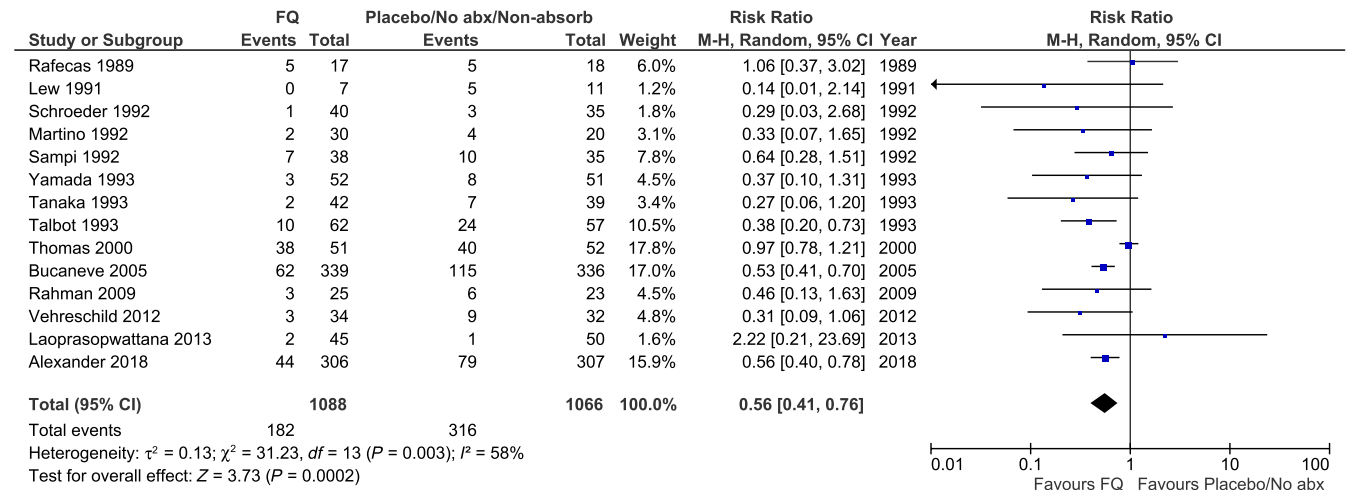 FQ Placebo/No abx/Non-absorb Risk Ratio Risk Ratio
Study or Subgroup Events Total Events Total Weight M-H, Random, 95% CI Year M-H, Random, 95% CI
Rafecas 1989 5 17 5 18 6.0% 1.06 [0.37, 3.02] 1989
Lew 1991 0 7 5 11 1.2% 0.14 [0.01, 2.14] 1991
Schroeder 1992 1 40 3 35 1.8% 0.29 [0.03, 2.68] 1992
Martino 1992 2 30 4 20 3.1% 0.33 [0.07, 1.65] 1992
Sampi 1992 7 38 10 35 7.8% 0.64 [0.28, 1.51] 1992
Yamada 1993 3 52 8 51 4.5% 0.37 [0.10, 1.31] 1993
Tanaka 1993 2 42 7 39 3.4% 0.27 [0.06, 1.20] 1993
Talbot 1993 10 62 24 57 10.5% 0.38 [0.20, 0.73] 1993
Thomas 2000 38 51 40 52 17.8% 0.97 [0.78, 1.21] 2000
Bucaneve 2005 62 339 115 336 17.0% 0.53 [0.41, 0.70] 2005
Rahman 2009 3 25 6 23 4.5% 0.46 [0.13, 1.63] 2009
Vehreschild 2012 3 34 9 32 4.8% 0.31 [0.09, 1.06] 2012
Laoprasopwattana 2013 2 45 1 50 1.6% 2.22 [0.21, 23.69] 2013
Alexander 2018 44 306 79 307 15.9% 0.56 [0.40, 0.78] 2018
Total (95% CI) 1088 1066 100.0% 0.56 [0.41, 0.76]
Total events 182 316
Heterogeneity: τ² = 0.13; χ² = 31.23, df = 13 (P = 0.003); I² = 58%
Test for overall effect: Z = 3.73 (P = 0.0002)
0.01 0.1 1 10 100
Favours FQ Favours Placebo/No abx